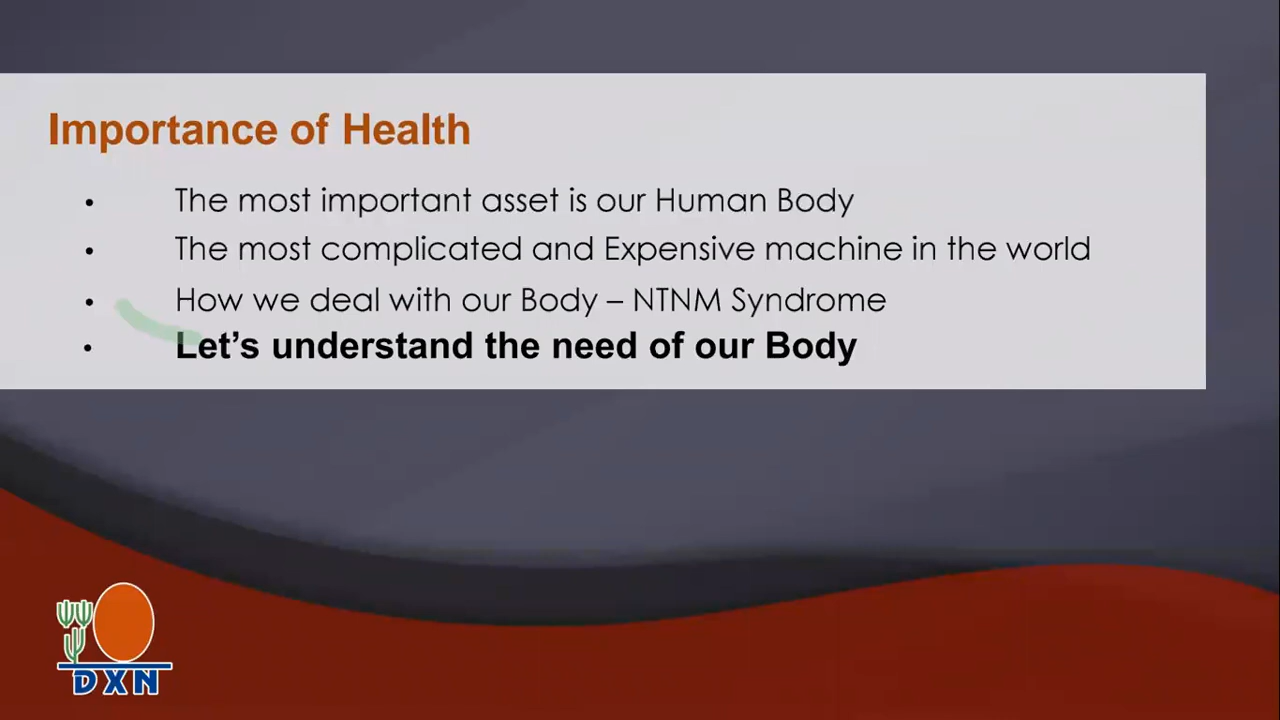 Importance of Health
• The most important asset is our Human Body
• The most complicated and Expensive machine in the world
• How we deal with our Body – NTNM Syndrome
• Let’s understand the need of our Body
DXN